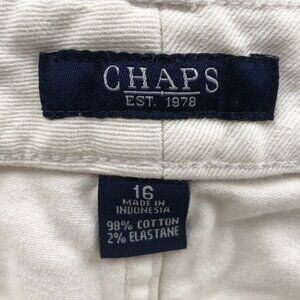 CHAPS
EST. 1978
16
MADE IN
INDONESIA
98% COTTON
2% ELASTANE